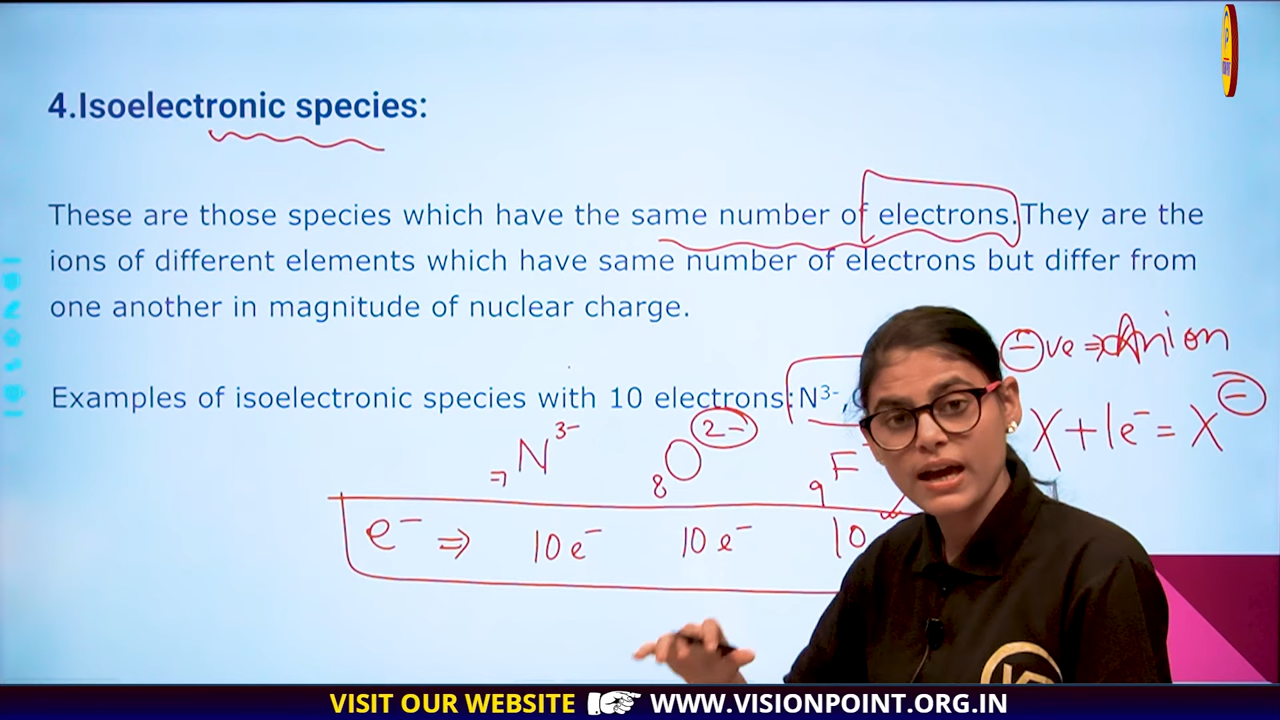 4.Isoelectronic species:
These are those species which have the same number of electrons.They are the
ions of different elements which have same number of electrons but differ from
one another in magnitude of nuclear charge.
⊖ve ⇒ Anion
Examples of isoelectronic species with 10 electrons:N³⁻,
X + 1e⁻ = X⁻
₇N³⁻ ₈O²⁻ ₉F
e⁻ ⇒ 10e⁻ 10e⁻ 10
VISIT OUR WEBSITE WWW.VISIONPOINT.ORG.IN